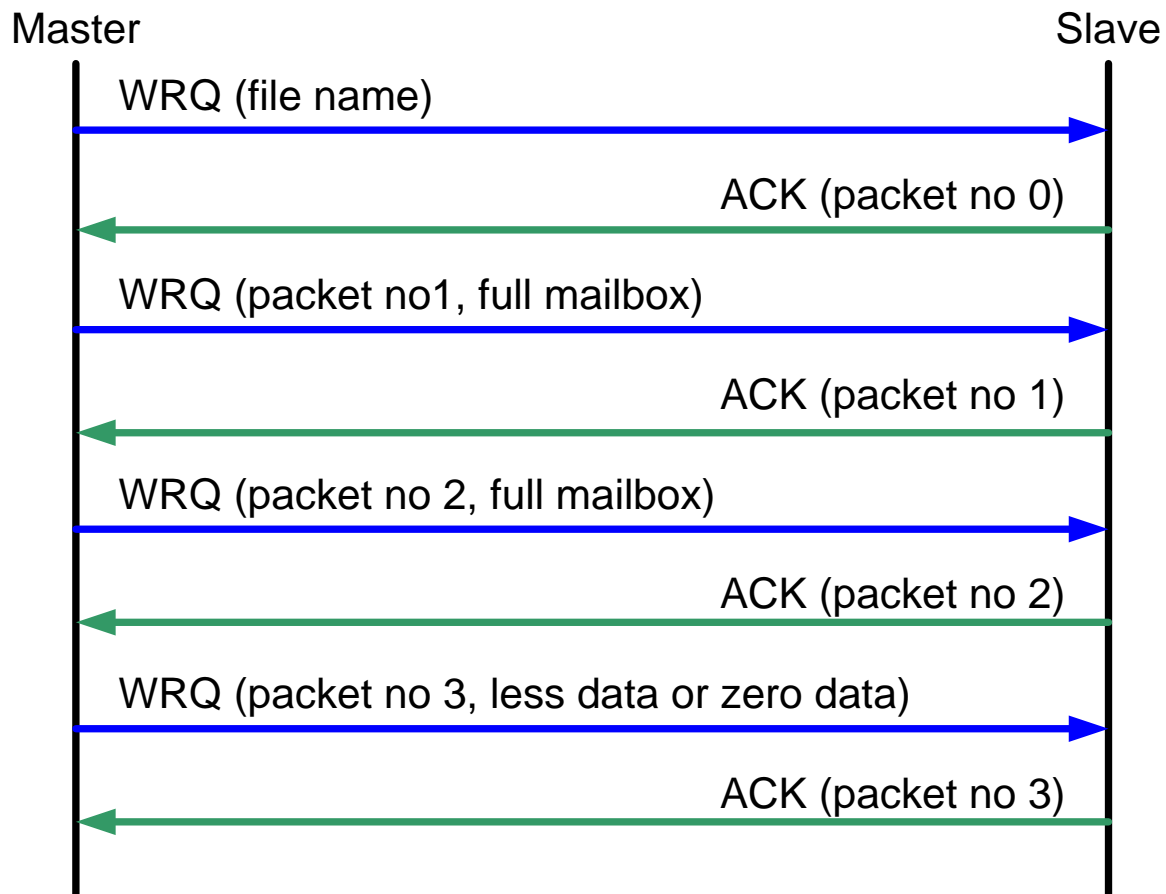 Master
Slave
WRQ (file name)
ACK (packet no 0)
WRQ (packet no1, full mailbox)
ACK (packet no 1)
WRQ (packet no 2, full mailbox)
ACK (packet no 2)
WRQ (packet no 3, less data or zero data)
ACK (packet no 3)